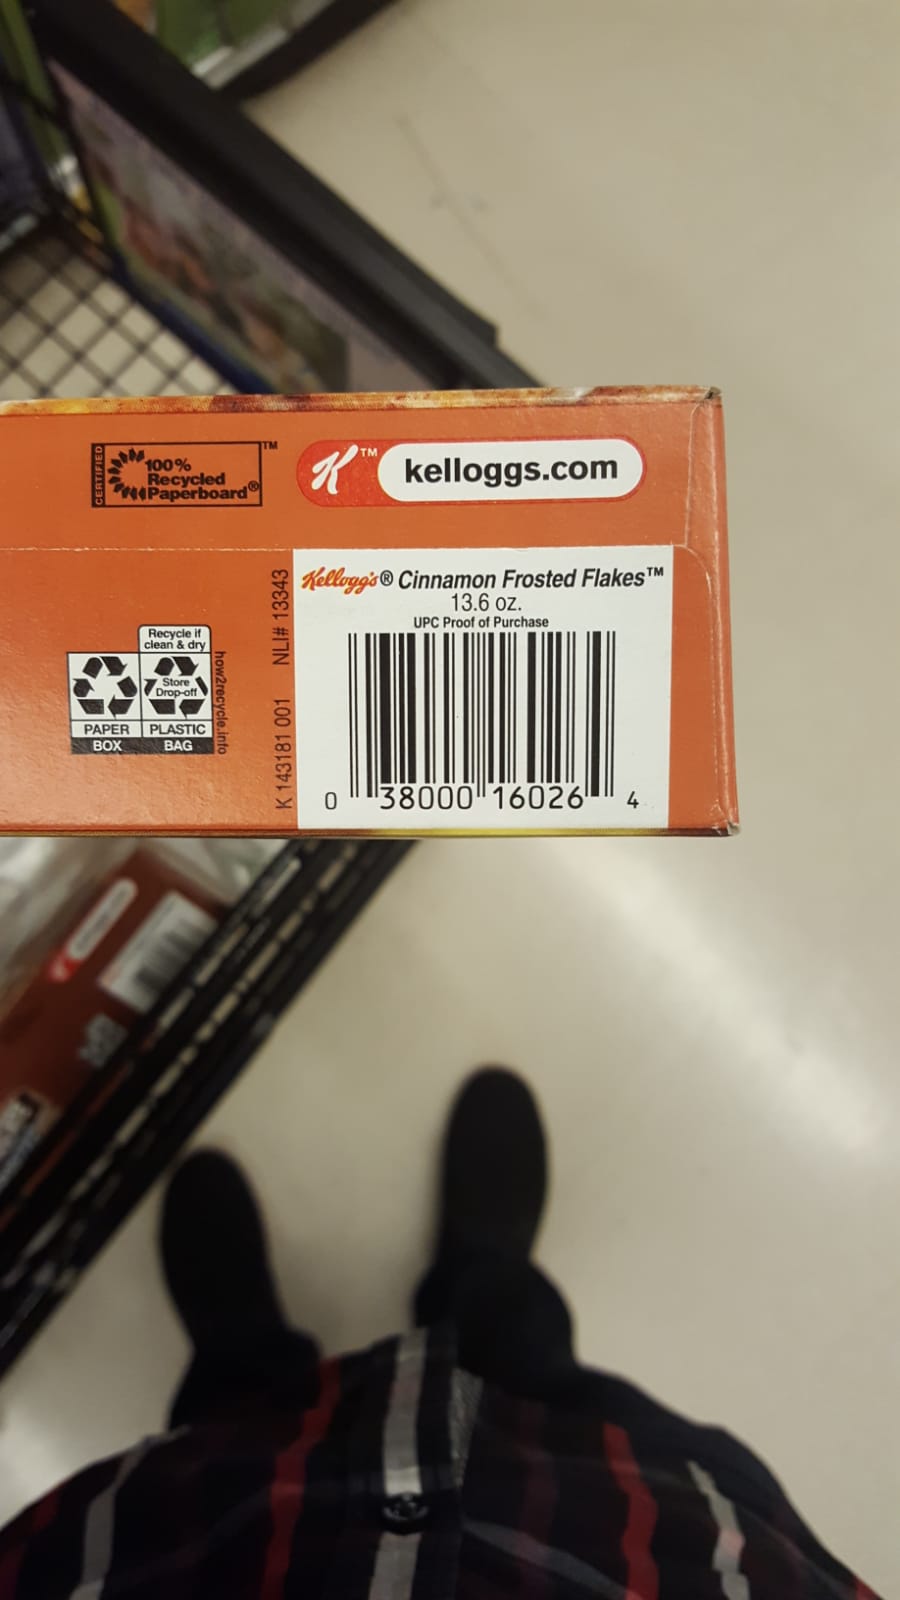 CERTIFIED
100%
Recycled
Paperboard®
TM
K™
kelloggs.com
Recycle if
clean & dry
Store
Drop-off
PAPER
PLASTIC
BOX
BAG
how2recycle.info
K 143181 001 NLI# 13343
Kellogg's® Cinnamon Frosted Flakes™
13.6 oz.
UPC Proof of Purchase
0 38000 16026 4